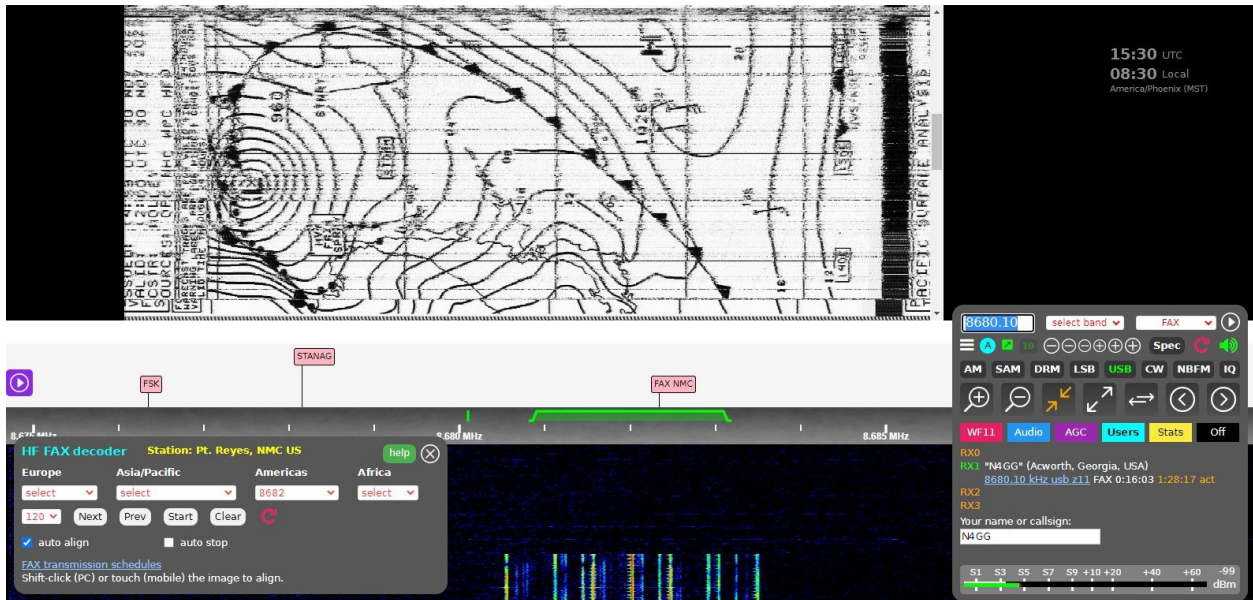 15:30 UTC
08:30 Local
America/Phoenix (MST)
960
1026
PACIFIC SURFACE ANALYSIS
STANAG
FSK
FAX NMC
8.680 MHz
8.685 MHz
HF FAX decoder Station: Pt. Reyes, NMC US help
Europe Asia/Pacific Americas Africa
select select 8682 select
120 Next Prev Start Clear
auto align auto stop
FAX transmission schedules
Shift-click (PC) or touch (mobile) the image to align.
8680.10 select band FAX
A 10 Spec
AM SAM DRM LSB USB CW NBFM IQ
WF11 Audio AGC Users Stats Off
RX0
RX1 "N4GG" (Acworth, Georgia, USA)
8680.10 kHz usb z11 FAX 0:16:03 1:28:17 act
RX2
RX3
Your name or callsign:
N4GG
S1 S3 S5 S7 S9 +10 +20 +40 +60 -99
dBm